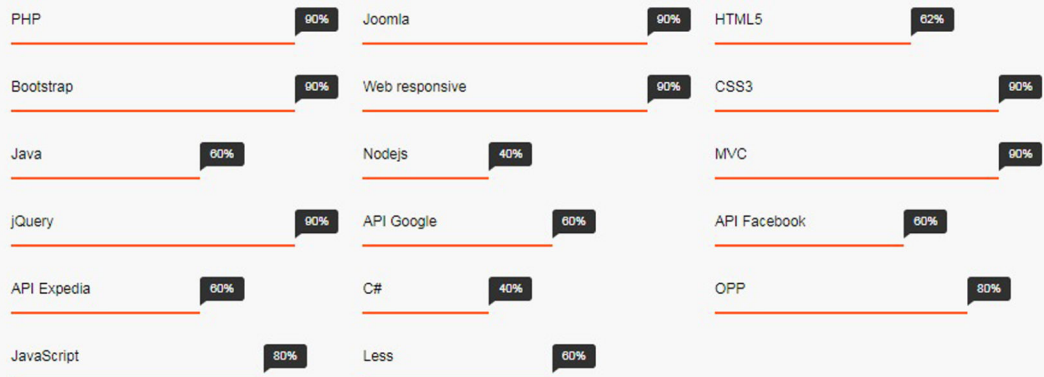 PHP 90% Joomla 90% HTML5 62%
Bootstrap 90% Web responsive 90% CSS3 90%
Java 60% Nodejs 40% MVC 90%
jQuery 90% API Google 60% API Facebook 60%
API Expedia 60% C# 40% OPP 80%
JavaScript 80% Less 60%